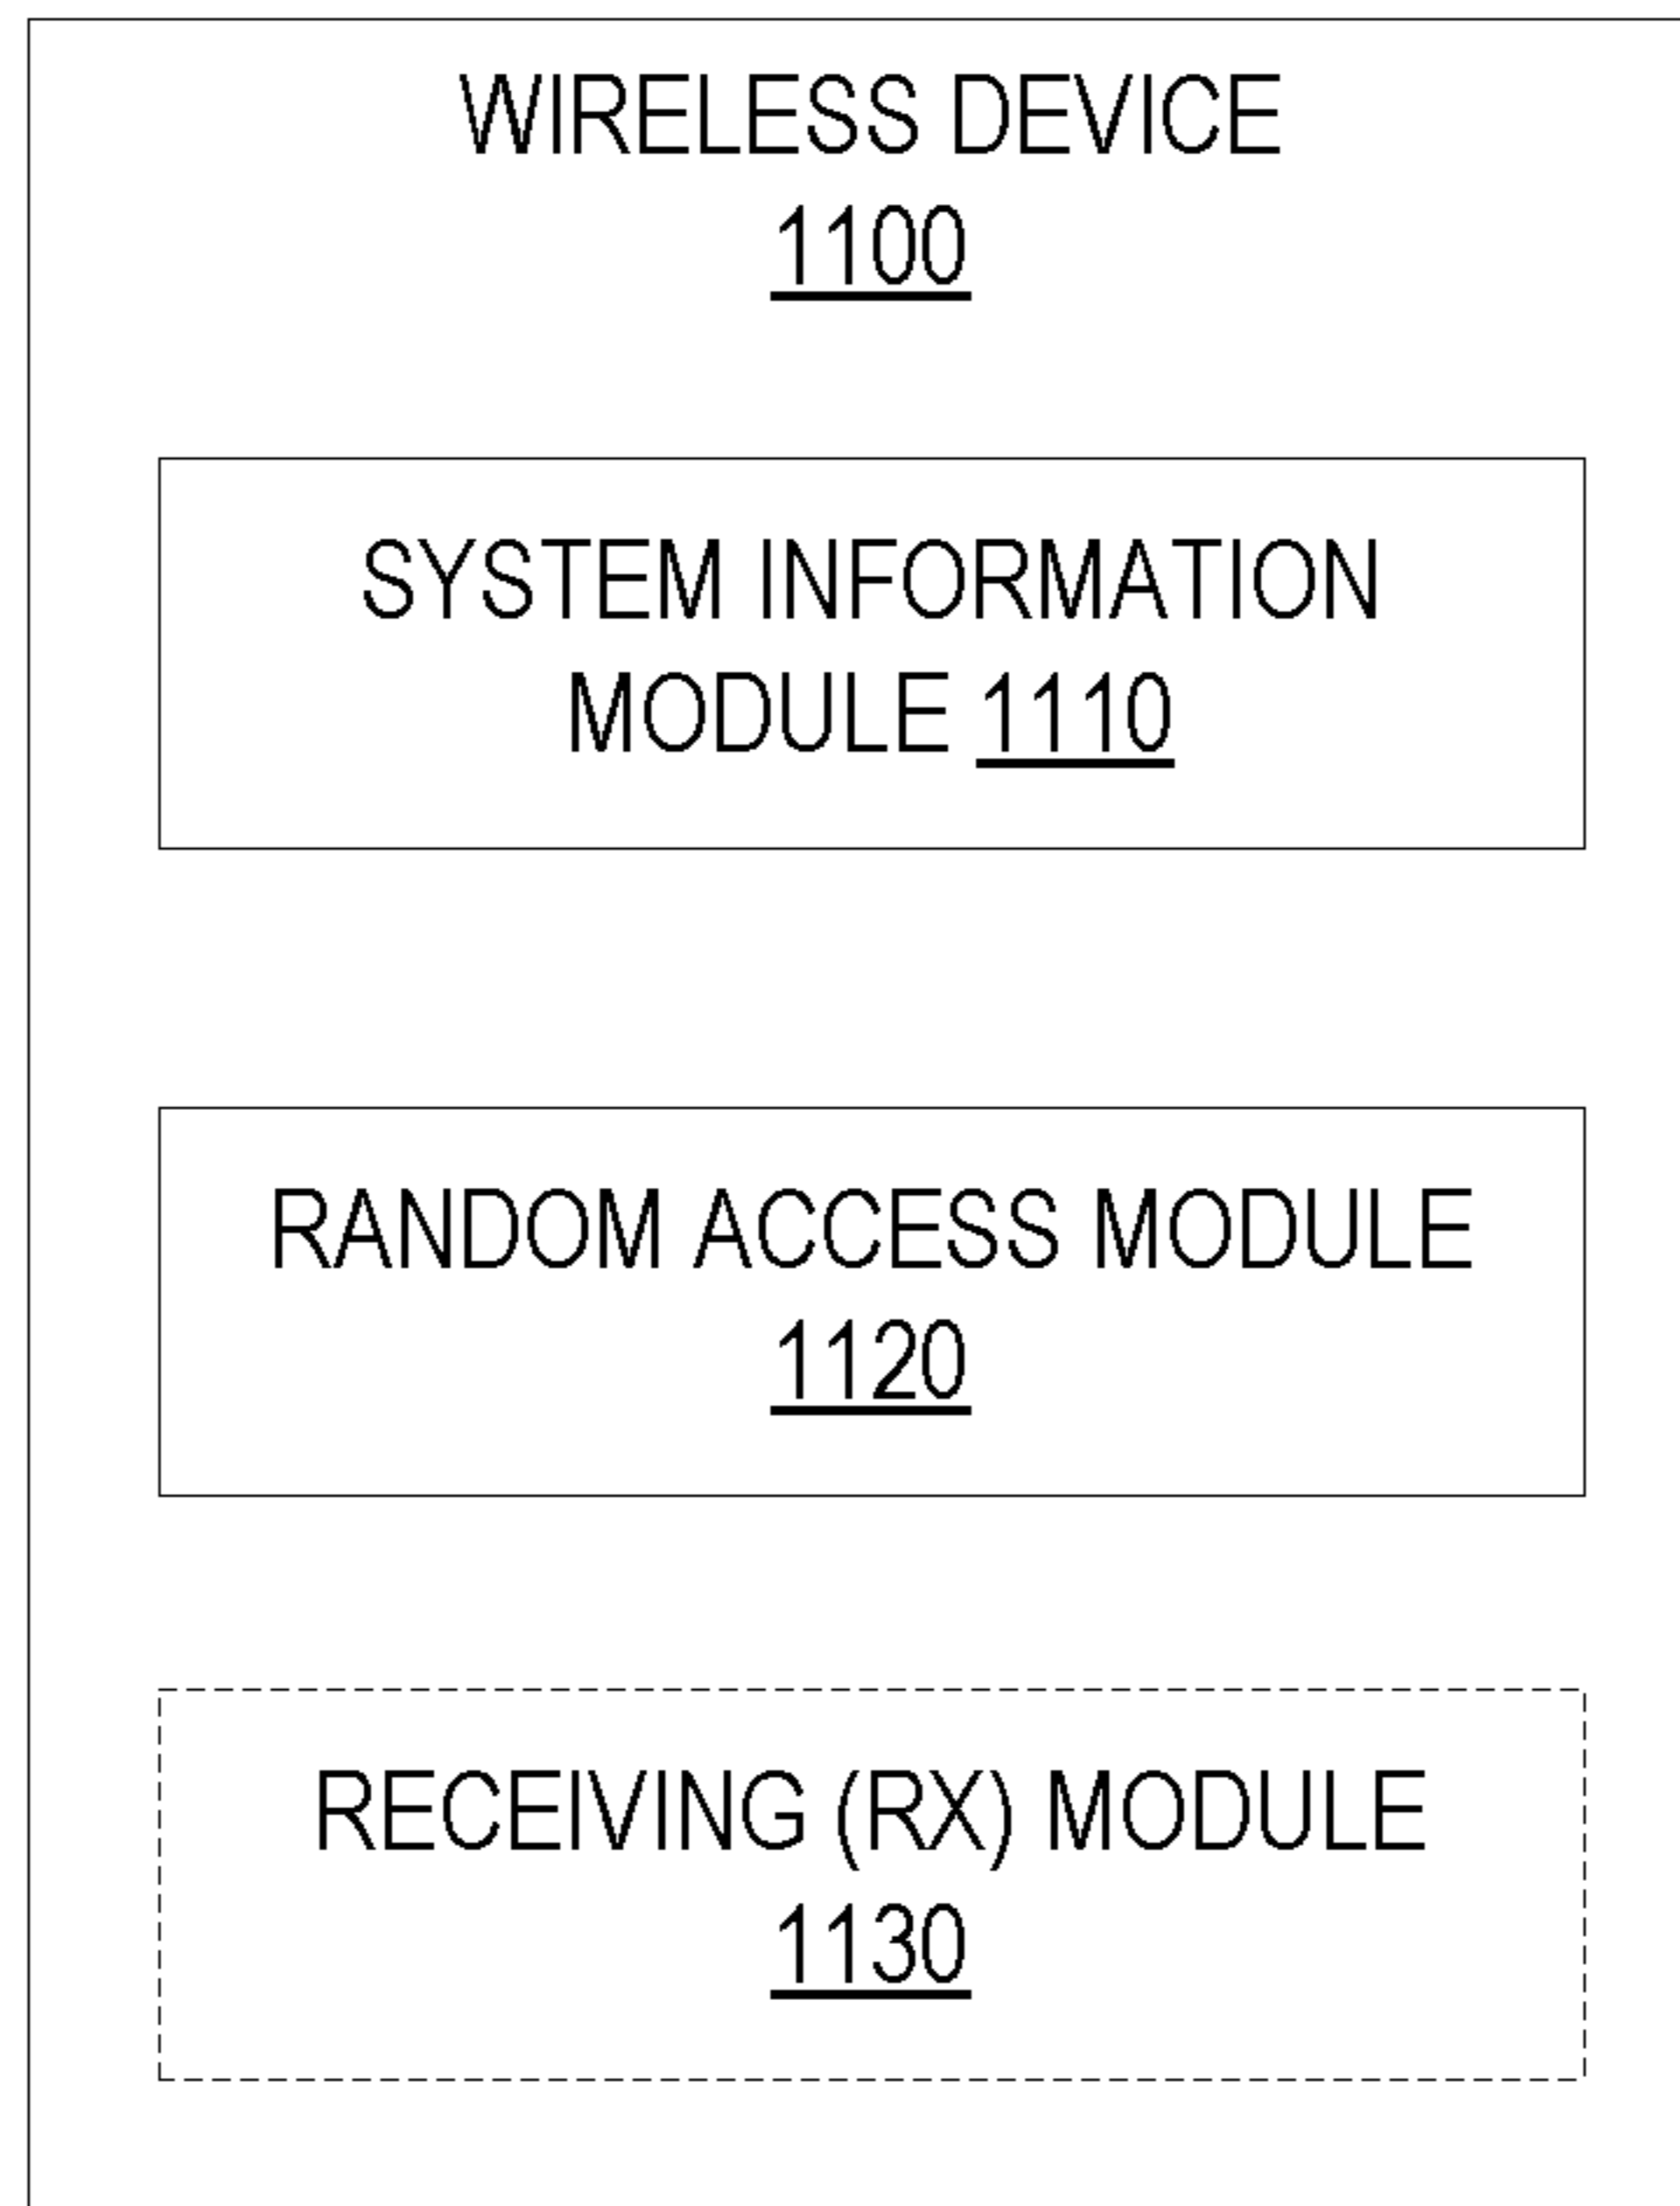 WIRELESS DEVICE
1100
SYSTEM INFORMATION
MODULE 1110
RANDOM ACCESS MODULE
1120
RECEIVING (RX) MODULE
1130